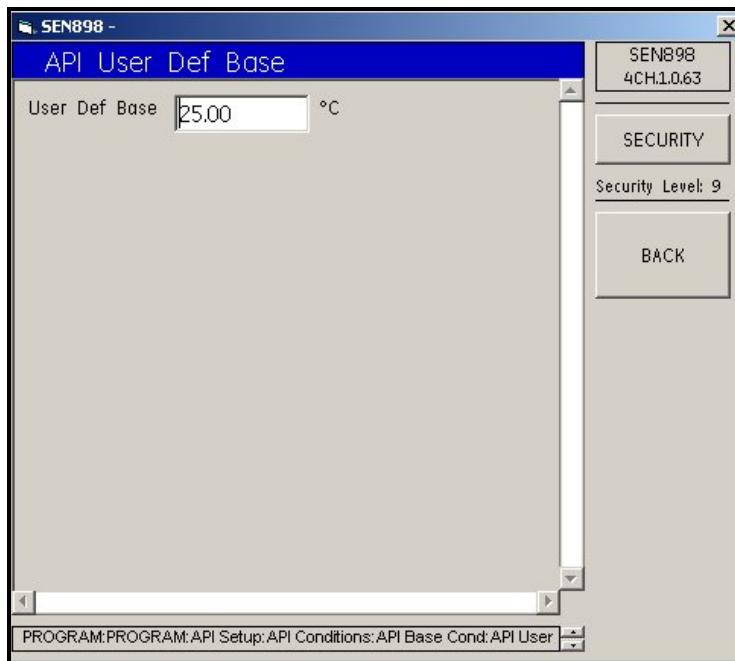 SEN898 -
API User Def Base
User Def Base 25.00 °C
SEN898
4CH.1.0.63
SECURITY
Security Level: 9
BACK
PROGRAM:PROGRAM:API Setup:API Conditions:API Base Cond:API User